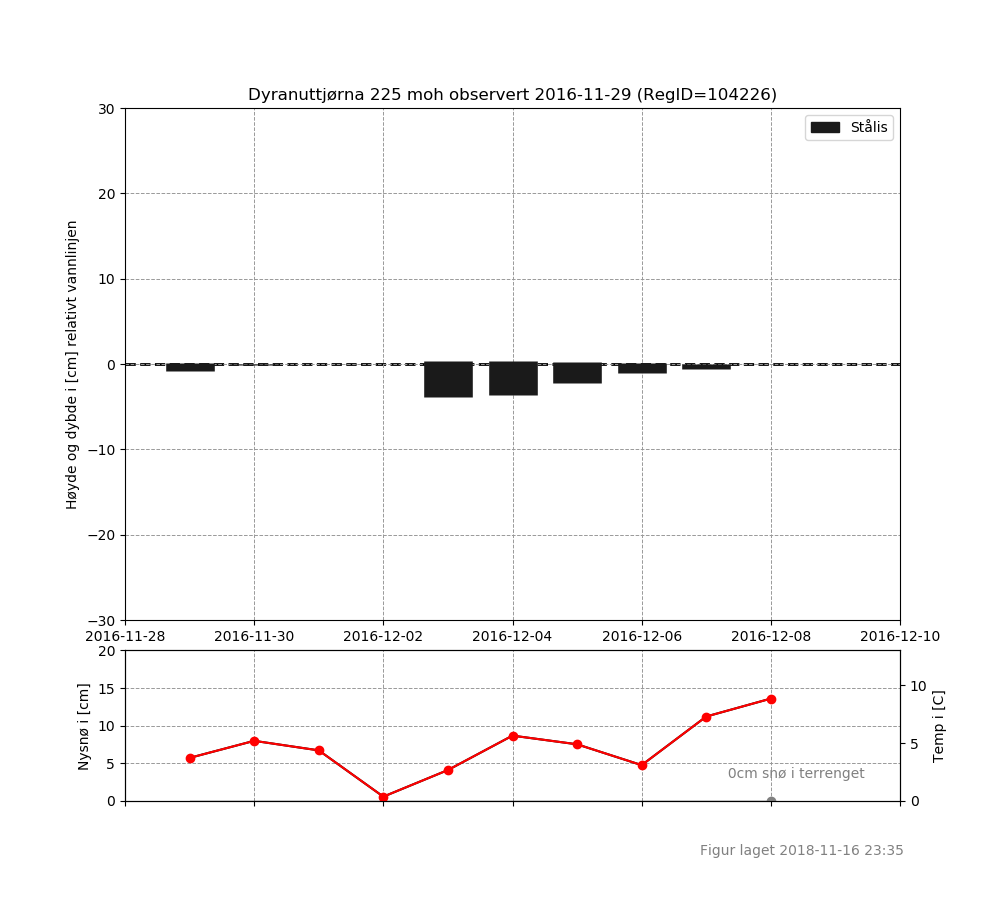 Dyranuttjørna 225 moh observert 2016-11-29 (RegID=104226)
Stålis
Høyde og dybde i [cm] relativt vannlinjen
30
20
10
0
−10
−20
−30
2016-11-28 2016-11-30 2016-12-02 2016-12-04 2016-12-06 2016-12-08 2016-12-10
Nysnø i [cm]
20
15
10
5
0
10
5
0
Temp i [C]
0cm snø i terrenget
Figur laget 2018-11-16 23:35